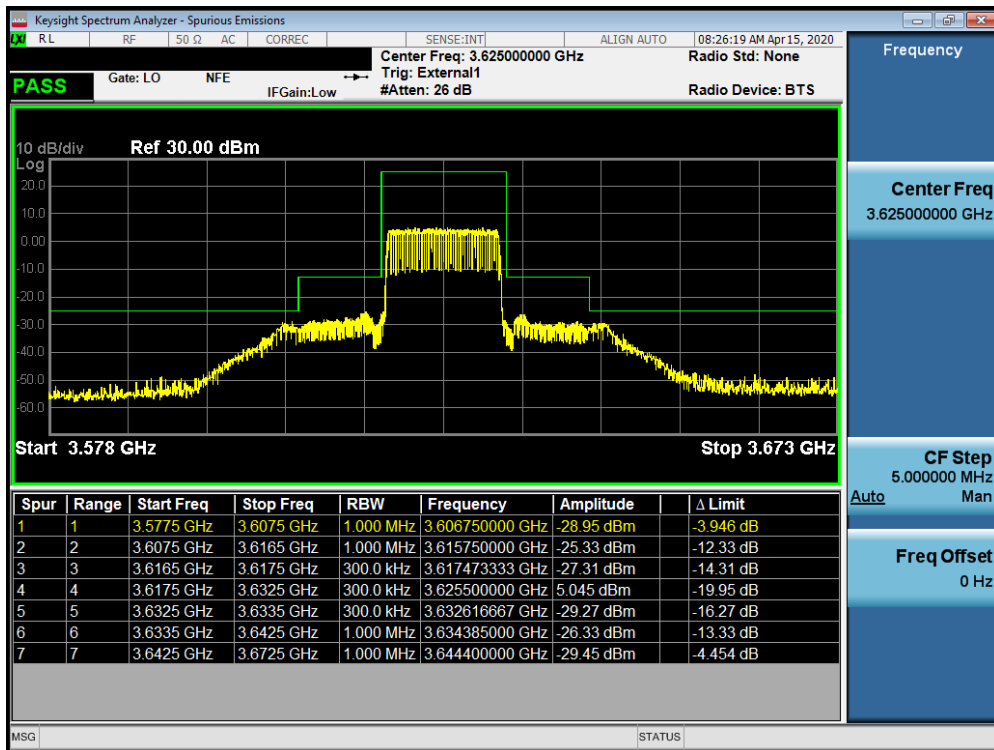 Keysight Spectrum Analyzer - Spurious Emissions
LXI RL RF 50 Ω AC CORREC SENSE:INT ALIGN AUTO 08:26:19 AM Apr 15, 2020
Center Freq: 3.625000000 GHz Radio Std: None
Gate: LO NFE Trig: External1
PASS IFGain:Low #Atten: 26 dB Radio Device: BTS
Frequency
10 dB/div Ref 30.00 dBm
Log
20.0
10.0
0.00
-10.0
-20.0
-30.0
-40.0
-50.0
-60.0
Start 3.578 GHz Stop 3.673 GHz
Center Freq
3.625000000 GHz
CF Step
5.000000 MHz
Auto Man
Freq Offset
0 Hz
Spur Range Start Freq Stop Freq RBW Frequency Amplitude Δ Limit
1 1 3.5775 GHz 3.6075 GHz 1.000 MHz 3.606750000 GHz -28.95 dBm -3.946 dB
2 2 3.6075 GHz 3.6165 GHz 1.000 MHz 3.615750000 GHz -25.33 dBm -12.33 dB
3 3 3.6165 GHz 3.6175 GHz 300.0 kHz 3.617473333 GHz -27.31 dBm -14.31 dB
4 4 3.6175 GHz 3.6325 GHz 300.0 kHz 3.625500000 GHz 5.045 dBm -19.95 dB
5 5 3.6325 GHz 3.6335 GHz 300.0 kHz 3.632616667 GHz -29.27 dBm -16.27 dB
6 6 3.6335 GHz 3.6425 GHz 1.000 MHz 3.634385000 GHz -26.33 dBm -13.33 dB
7 7 3.6425 GHz 3.6725 GHz 1.000 MHz 3.644400000 GHz -29.45 dBm -4.454 dB
MSG STATUS